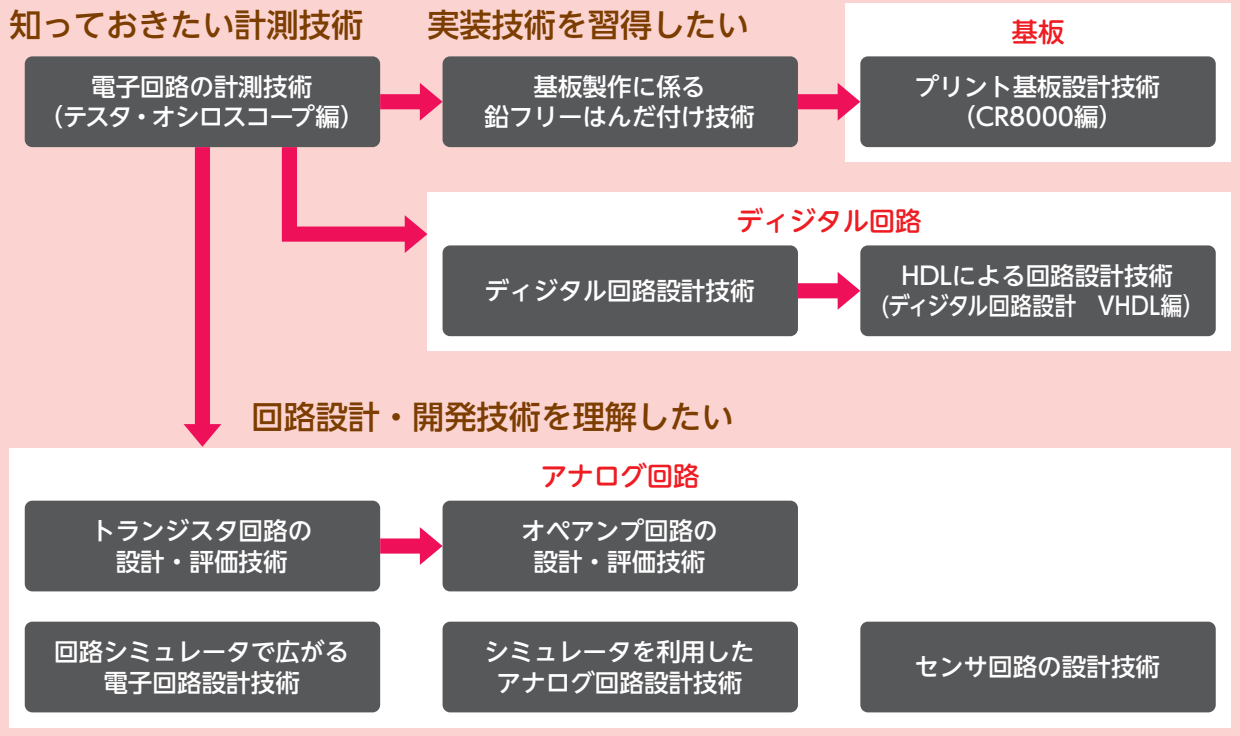 知っておきたい計測技術
実装技術を習得したい
基板
電子回路の計測技術
(テスタ・オシロスコープ編)
基板製作に係る
鉛フリーはんだ付け技術
プリント基板設計技術
(CR8000編)
ディジタル回路
ディジタル回路設計技術
HDLによる回路設計技術
(ディジタル回路設計　VHDL編)
回路設計・開発技術を理解したい
アナログ回路
トランジスタ回路の
設計・評価技術
オペアンプ回路の
設計・評価技術
回路シミュレータで広がる
電子回路設計技術
シミュレータを利用した
アナログ回路設計技術
センサ回路の設計技術